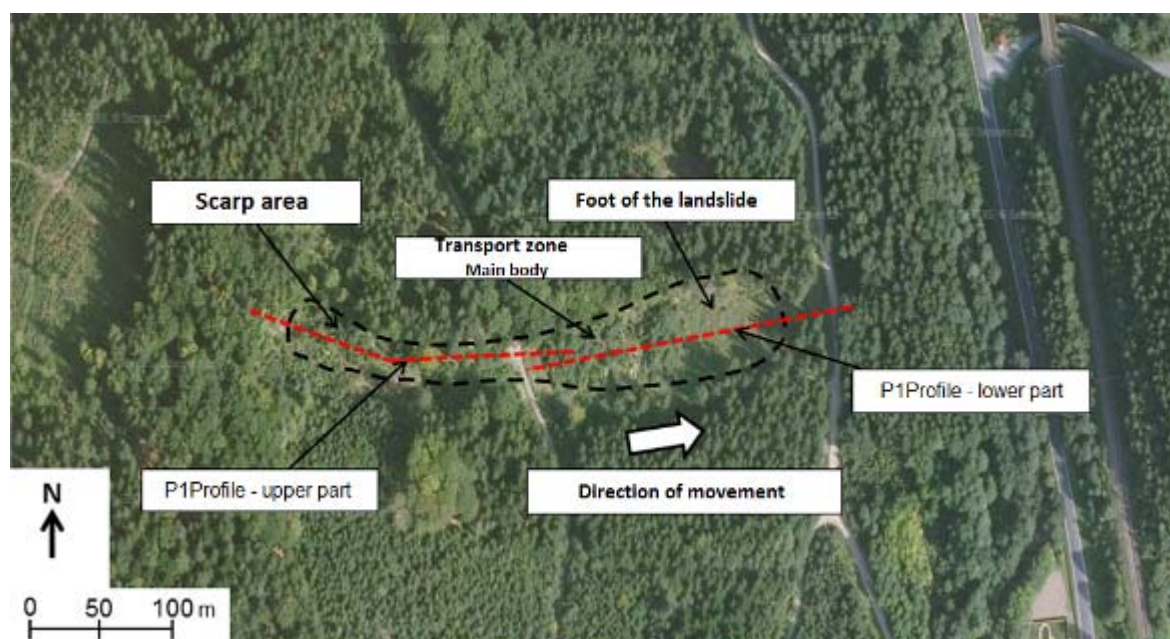 Scarp area
Foot of the landslide
Transport zone
Main body
P1Profile - lower part
P1Profile - upper part
Direction of movement
N
0 50 100 m